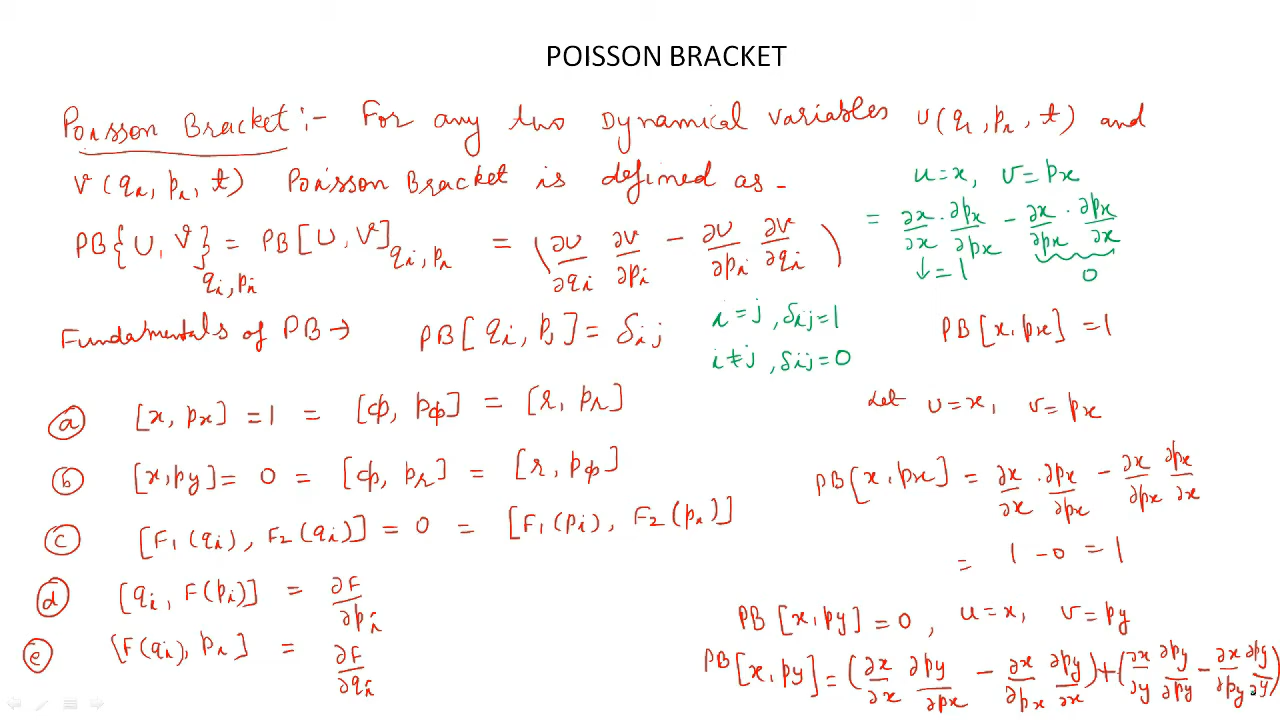 POISSON BRACKET
Poisson Bracket :- For any two Dynamical variables U(qi, pi, t) and
V(qi, pi, t) Poisson Bracket is defined as -
PB{U, V}qi,pi = PB[U, V]qi,pi = (∂U/∂qi ∂V/∂pi - ∂U/∂pi ∂V/∂qi)
u=x, v=px
= ∂x/∂x · ∂px/∂px - ∂x/∂px · ∂px/∂x
↓=1 0
Fundamentals of PB → PB[qi, pj] = δij
i=j, δij=1
i≠j, δij=0
PB[x, px] = 1
ⓐ [x, px] = 1 = [φ, pφ] = [r, pr]
ⓑ [x, py] = 0 = [φ, pr] = [r, pφ]
ⓒ [F1(qi), F2(qi)] = 0 = [F1(pi), F2(pi)]
ⓓ [qi, F(pi)] = ∂F/∂pi
ⓔ [F(qi), pi] = ∂F/∂qi
Let U=x, V=px
PB[x, px] = ∂x/∂x · ∂px/∂px - ∂x/∂px ∂px/∂x
= 1 - 0 = 1
PB[x, py] = 0, u=x, v=py
PB[x, py] = (∂x/∂x ∂py/∂px - ∂x/∂px ∂py/∂x) + (∂x/∂y ∂py/∂py - ∂x/∂py ∂py/∂y)